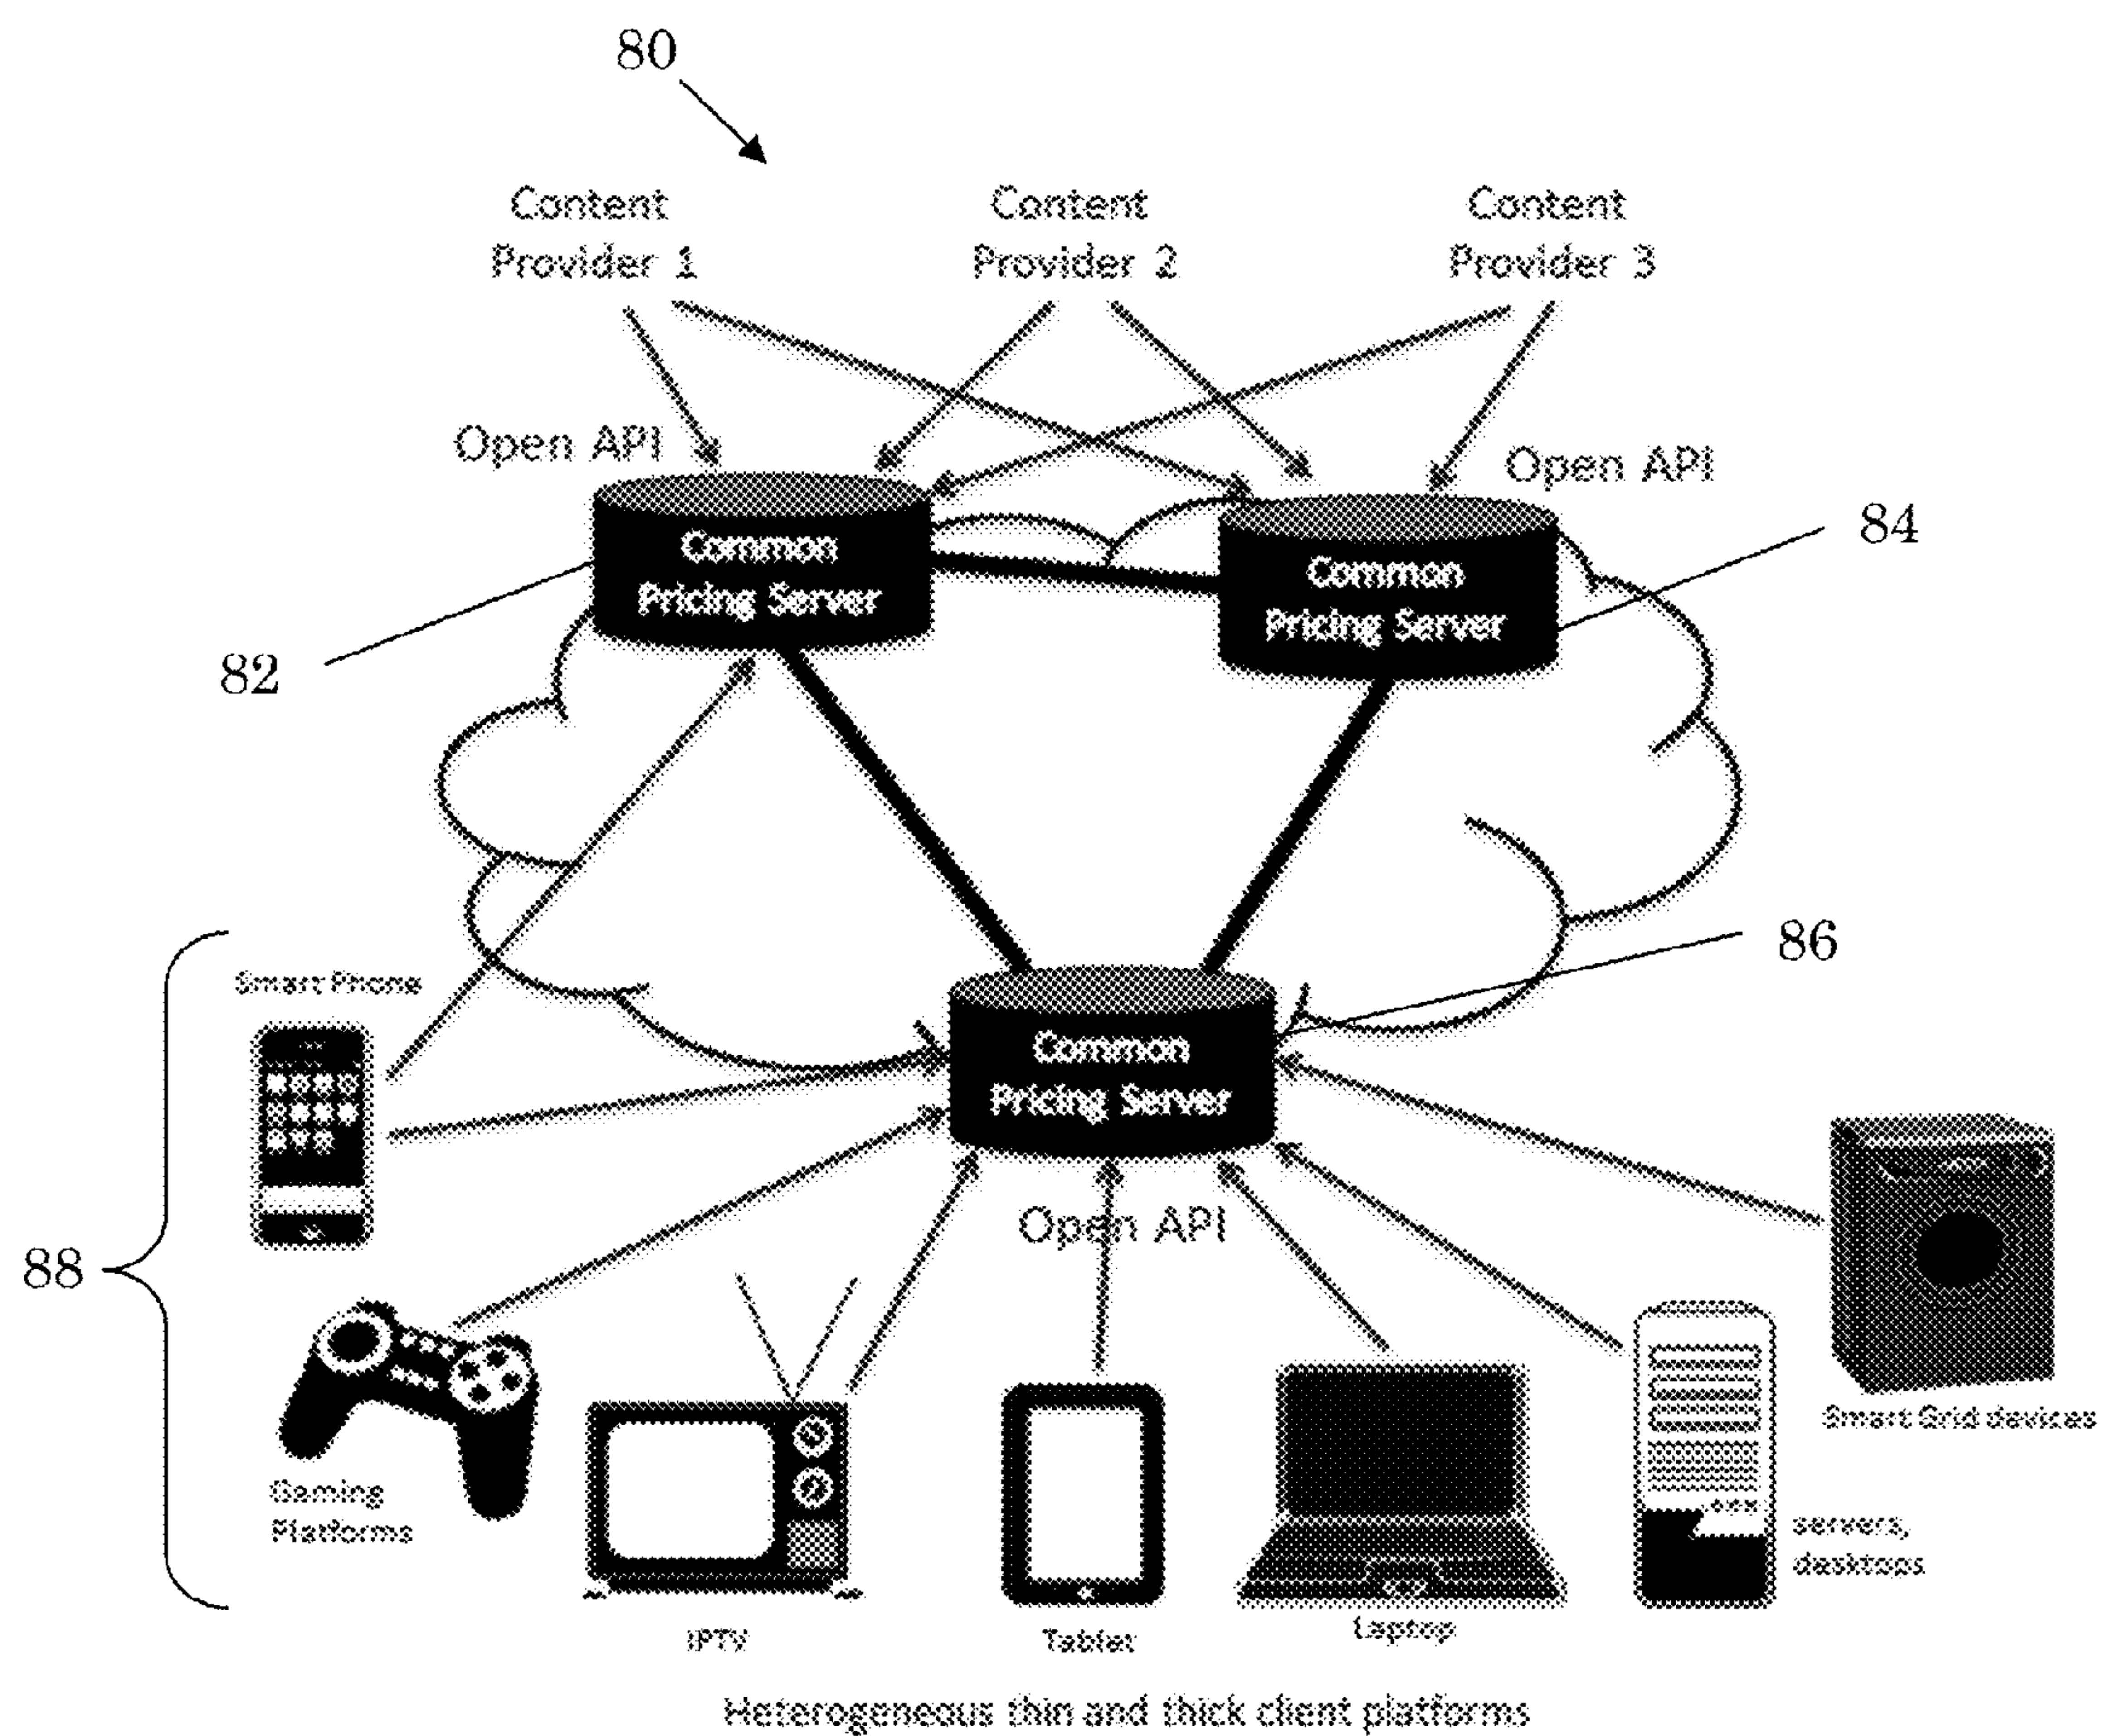 80
Content
Provider 1
Content
Provider 2
Content
Provider 3
Open API
Open API
Common
Pricing Server
84
Common
Pricing Server
82
86
Smart Phone
Common
Pricing Server
Open API
88
Smart Grid devices
Gaming
Platforms
servers,
desktops
IPTV
Tablet
Laptop
Heterogeneous thin and thick client platforms